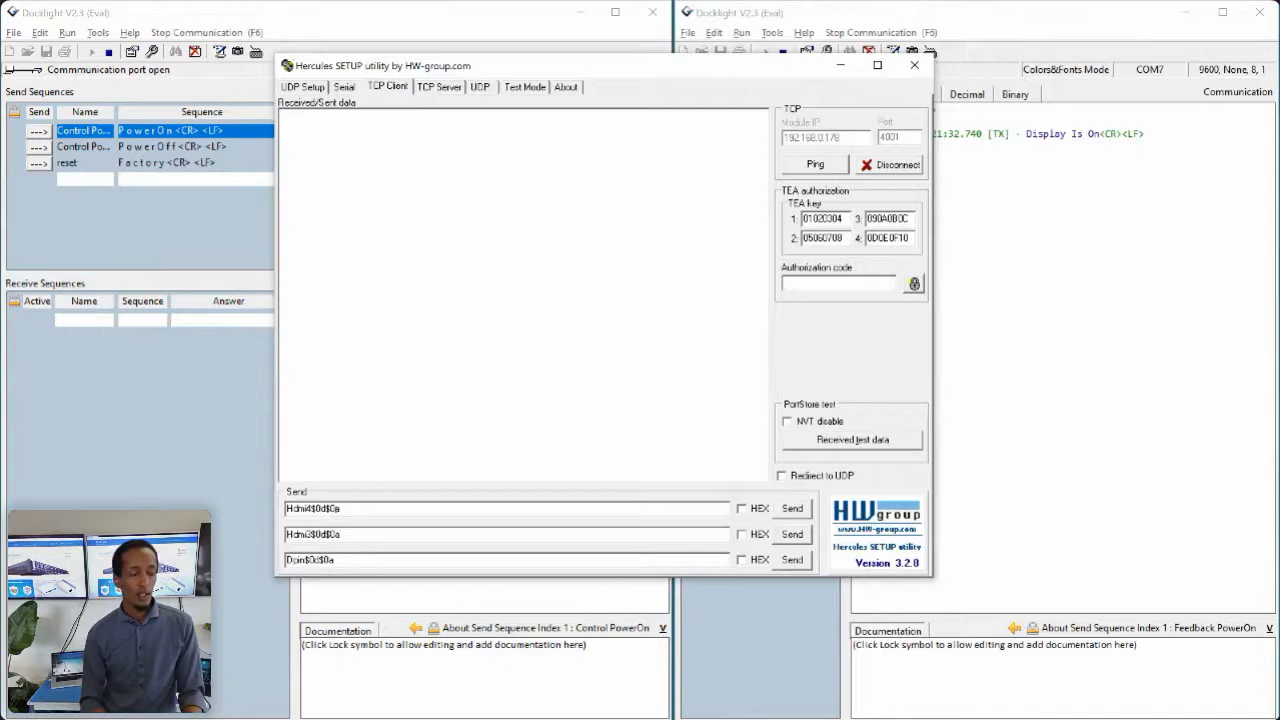 Docklight V2.3 (Eval)
File Edit Run Tools Help Stop Communication (F6)
Communication port open
Send Sequences
Send Name Sequence
---> Control Po... P o w e r O n <CR> <LF>
---> Control Po... P o w e r O f f <CR> <LF>
---> reset F a c t o r y <CR> <LF>
Receive Sequences
Active Name Sequence Answer
Documentation About Send Sequence Index 1 : Control PowerOn V
(Click Lock symbol to allow editing and add documentation here)
Hercules SETUP utility by HW-group.com
UDP Setup Serial TCP Client TCP Server UDP Test Mode About
Received/Sent data
TCP
Module IP Port
192.168.0.178 4001
Ping Disconnect
TEA authorization
TEA key
1: 01020304 3: 090A0B0C
2: 05060708 4: 0D0E0F10
Authorization code
PortStore test
NVT disable
Received test data
Redirect to UDP
Send
Hdmi4$0d$0a HEX Send
Hdmi3$0d$0a HEX Send
Dpin$0d$0a HEX Send
HWgroup
www.HW-group.com
Hercules SETUP utility
Version 3.2.8
Docklight V2.3 (Eval)
File Edit Run Tools Help Stop Communication (F6)
Colors&Fonts Mode COM7 9600, None, 8, 1
Decimal Binary Communication
:32.740 [TX] - Display Is On<CR><LF>
Documentation About Send Sequence Index 1 : Feedback PowerOn V
(Click Lock symbol to allow editing and add documentation here)